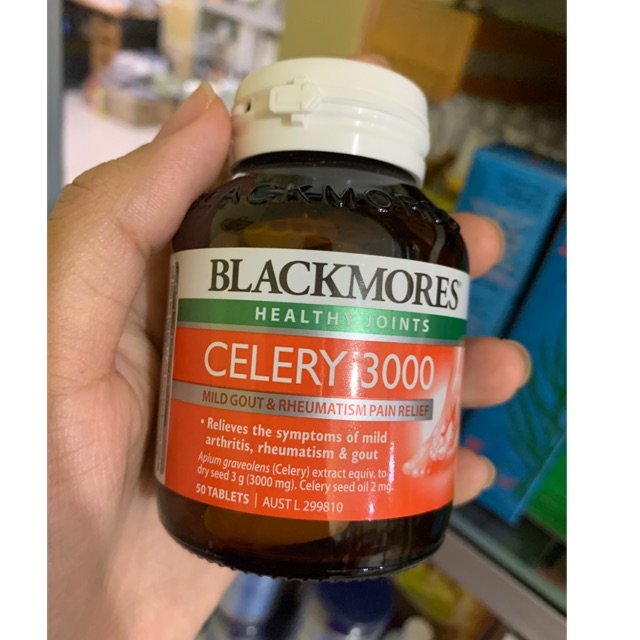 BLACKMORES
BLACKMORES®
HEALTHY JOINTS
CELERY 3000
MILD GOUT & RHEUMATISM PAIN RELIEF
• Relieves the symptoms of mild
arthritis, rheumatism & gout
Apium graveolens (Celery) extract equiv. to
dry seed 3 g (3000 mg). Celery seed oil 2 mg.
50 TABLETS | AUST L 299810